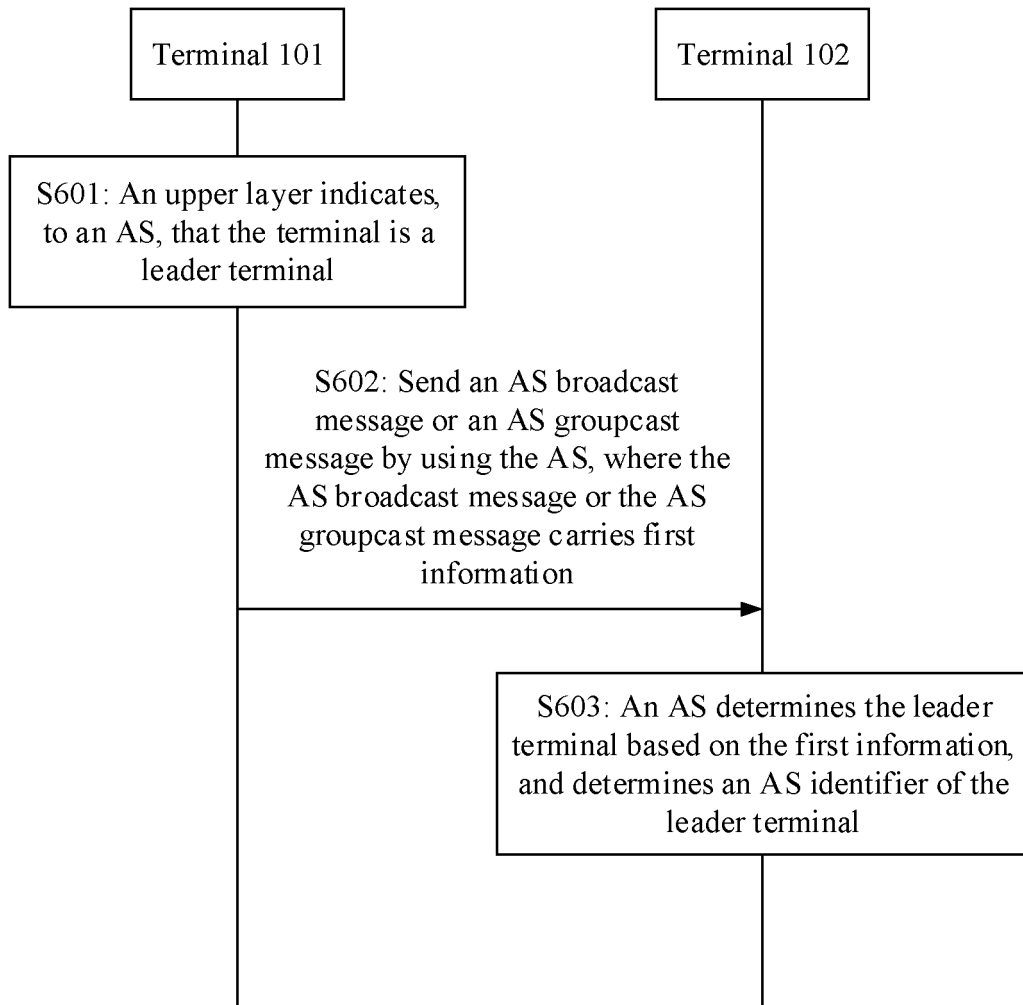 Terminal 101
Terminal 102
S601: An upper layer indicates,
to an AS, that the terminal is a
leader terminal
S602: Send an AS broadcast
message or an AS groupcast
message by using the AS, where the
AS broadcast message or the AS
groupcast message carries first
information
S603: An AS determines the leader
terminal based on the first information,
and determines an AS identifier of the
leader terminal